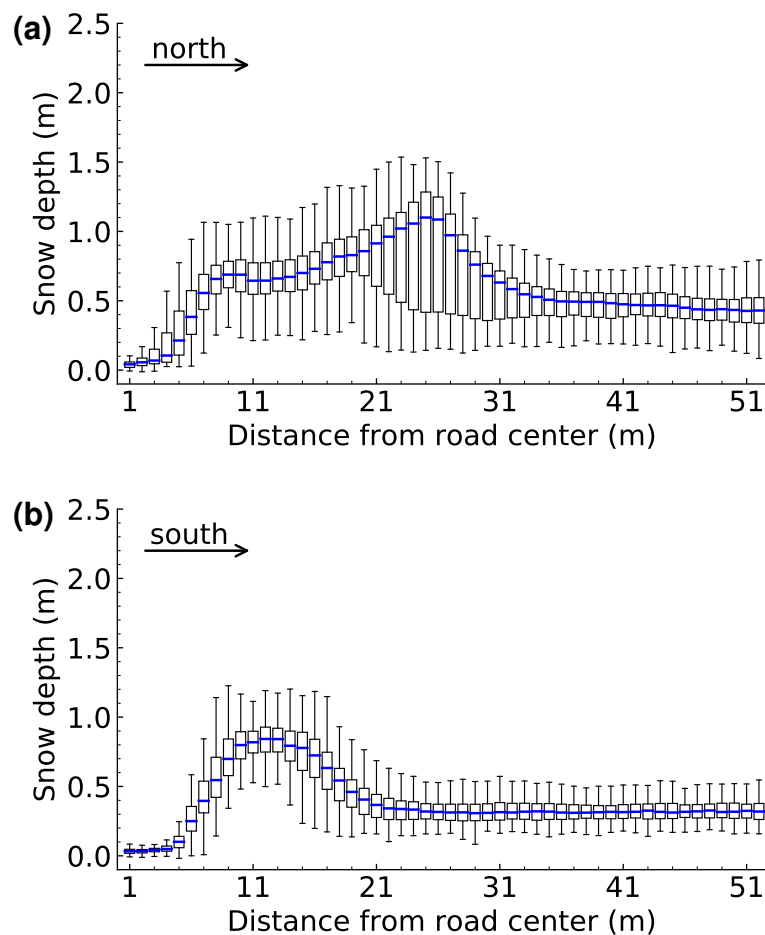 (a)
north
2.5
2.0
1.5
1.0
0.5
0.0
Snow depth (m)
1 11 21 31 41 51
Distance from road center (m)
(b)
south
2.5
2.0
1.5
1.0
0.5
0.0
Snow depth (m)
1 11 21 31 41 51
Distance from road center (m)